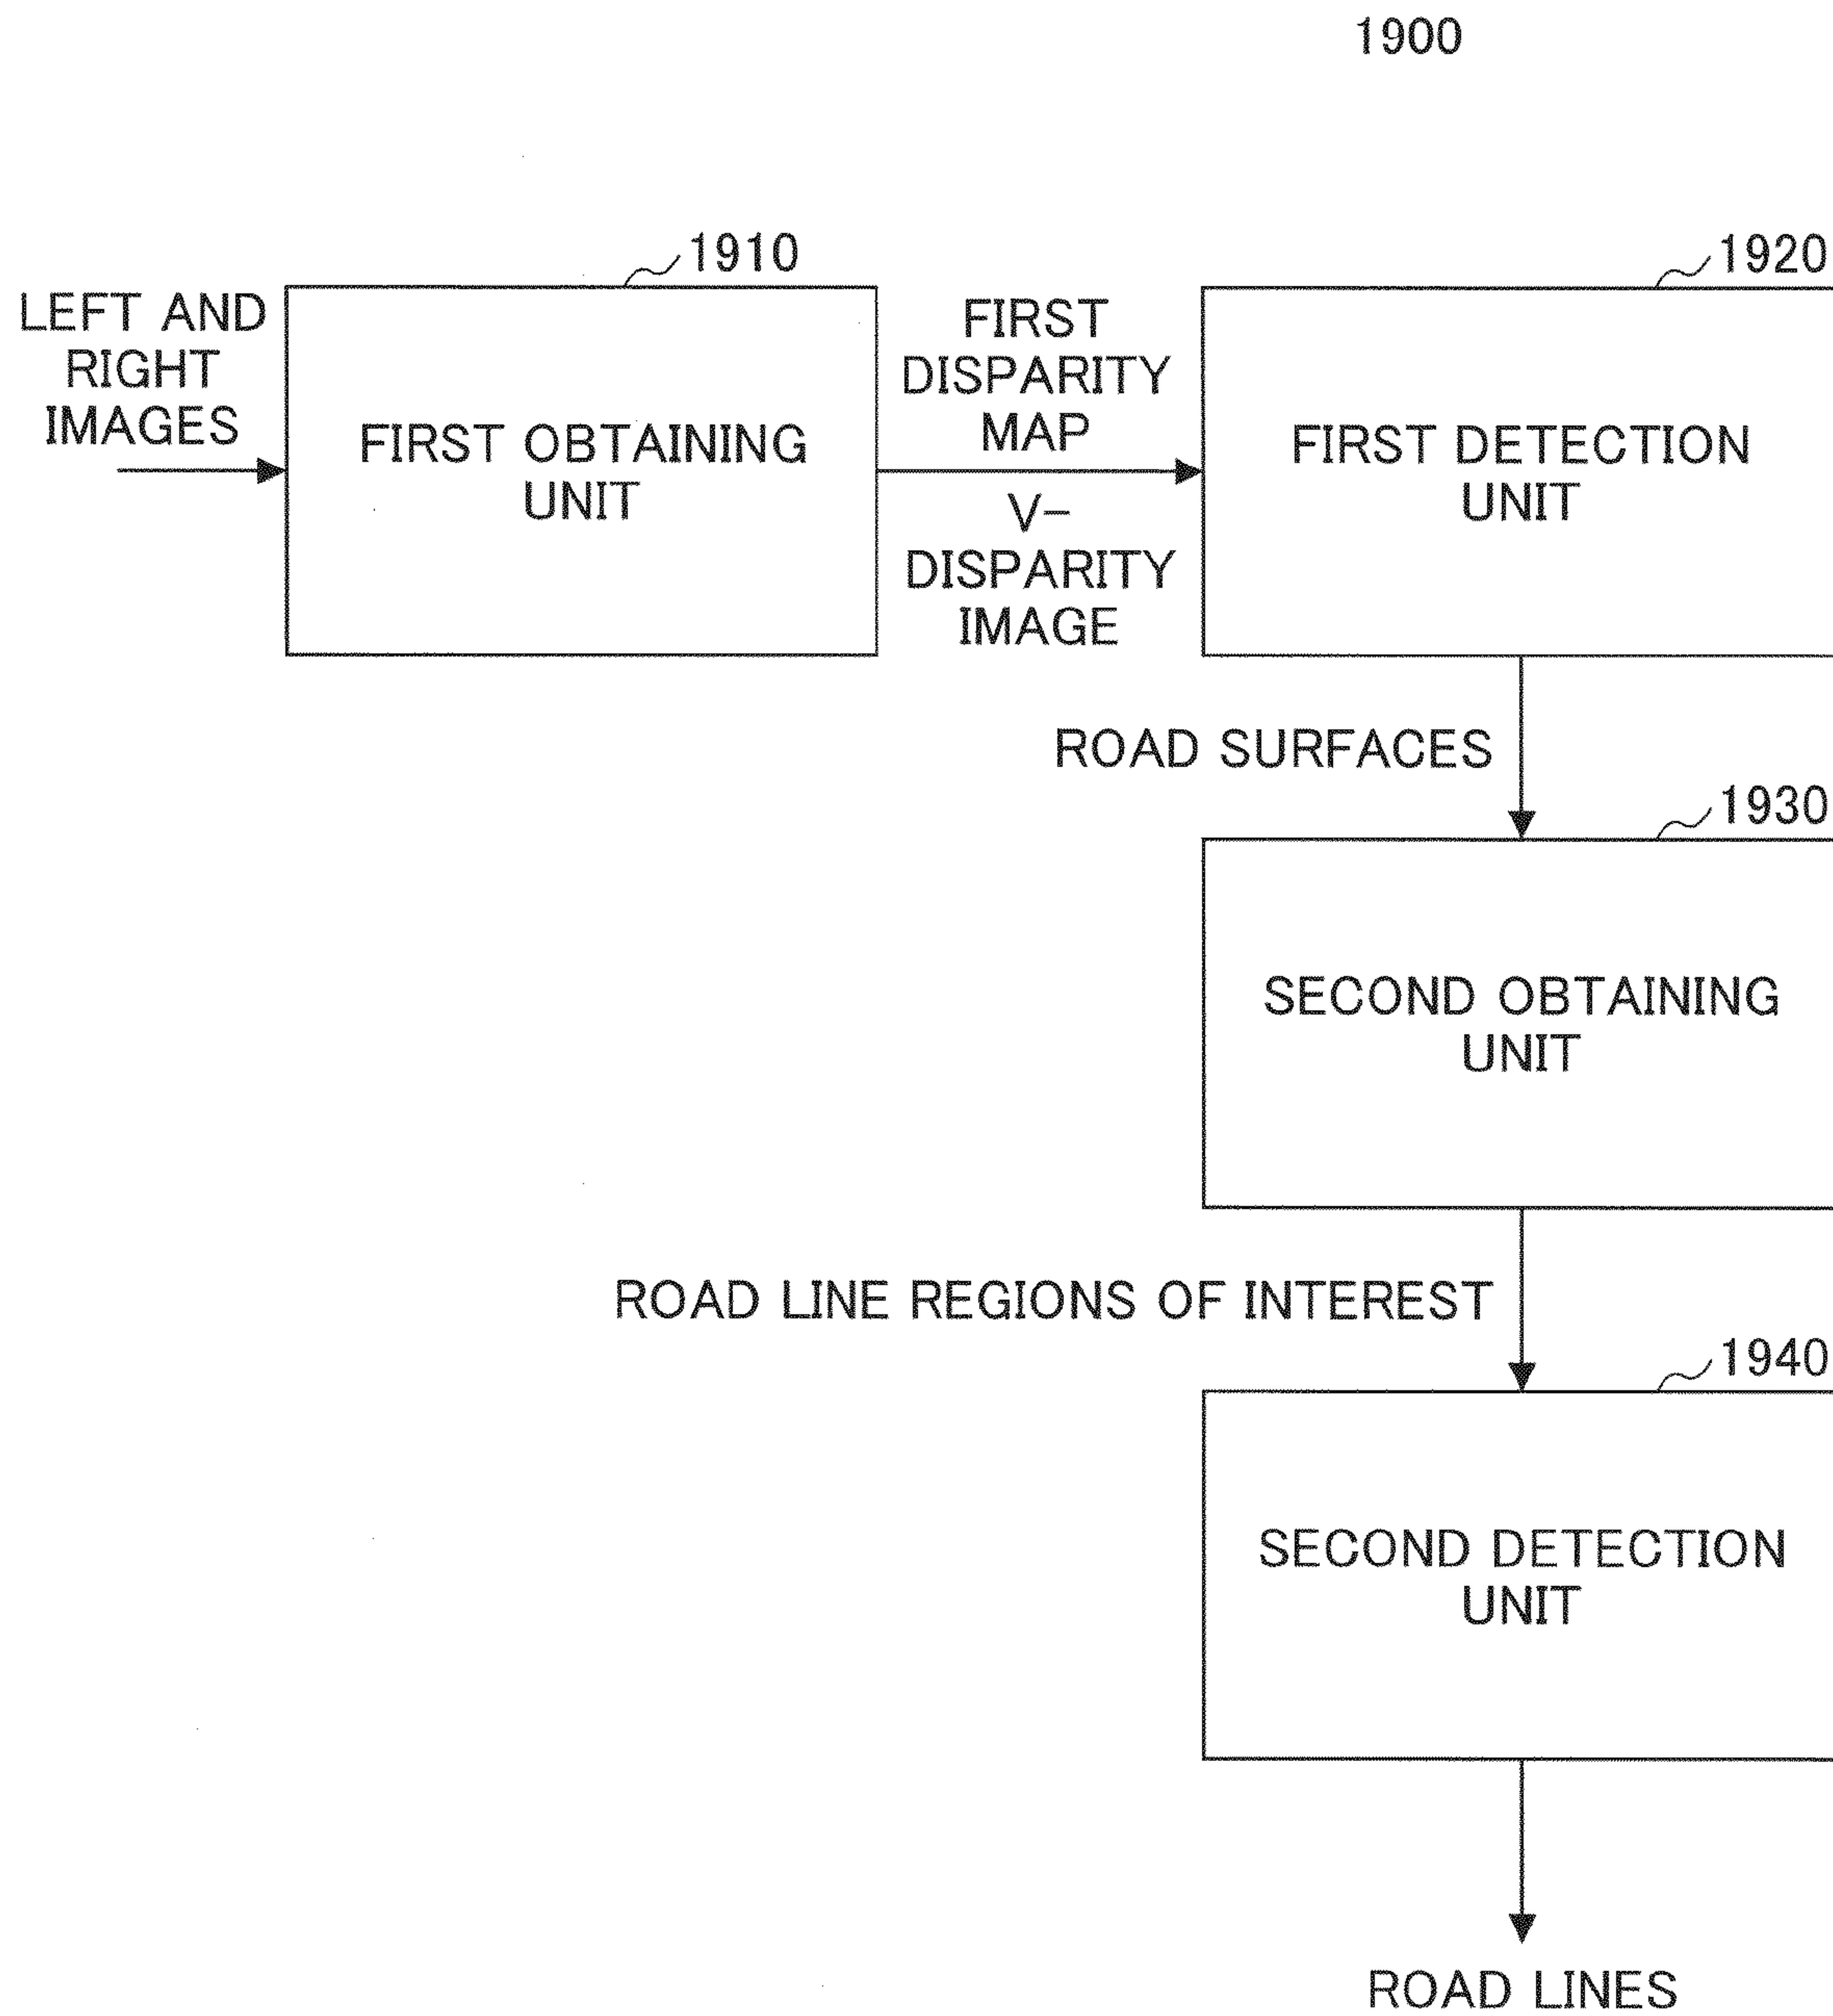 1900
1910
LEFT AND
RIGHT
IMAGES
FIRST OBTAINING
UNIT
FIRST
DISPARITY
MAP
V-
DISPARITY
IMAGE
1920
FIRST DETECTION
UNIT
ROAD SURFACES
1930
SECOND OBTAINING
UNIT
ROAD LINE REGIONS OF INTEREST
1940
SECOND DETECTION
UNIT
ROAD LINES